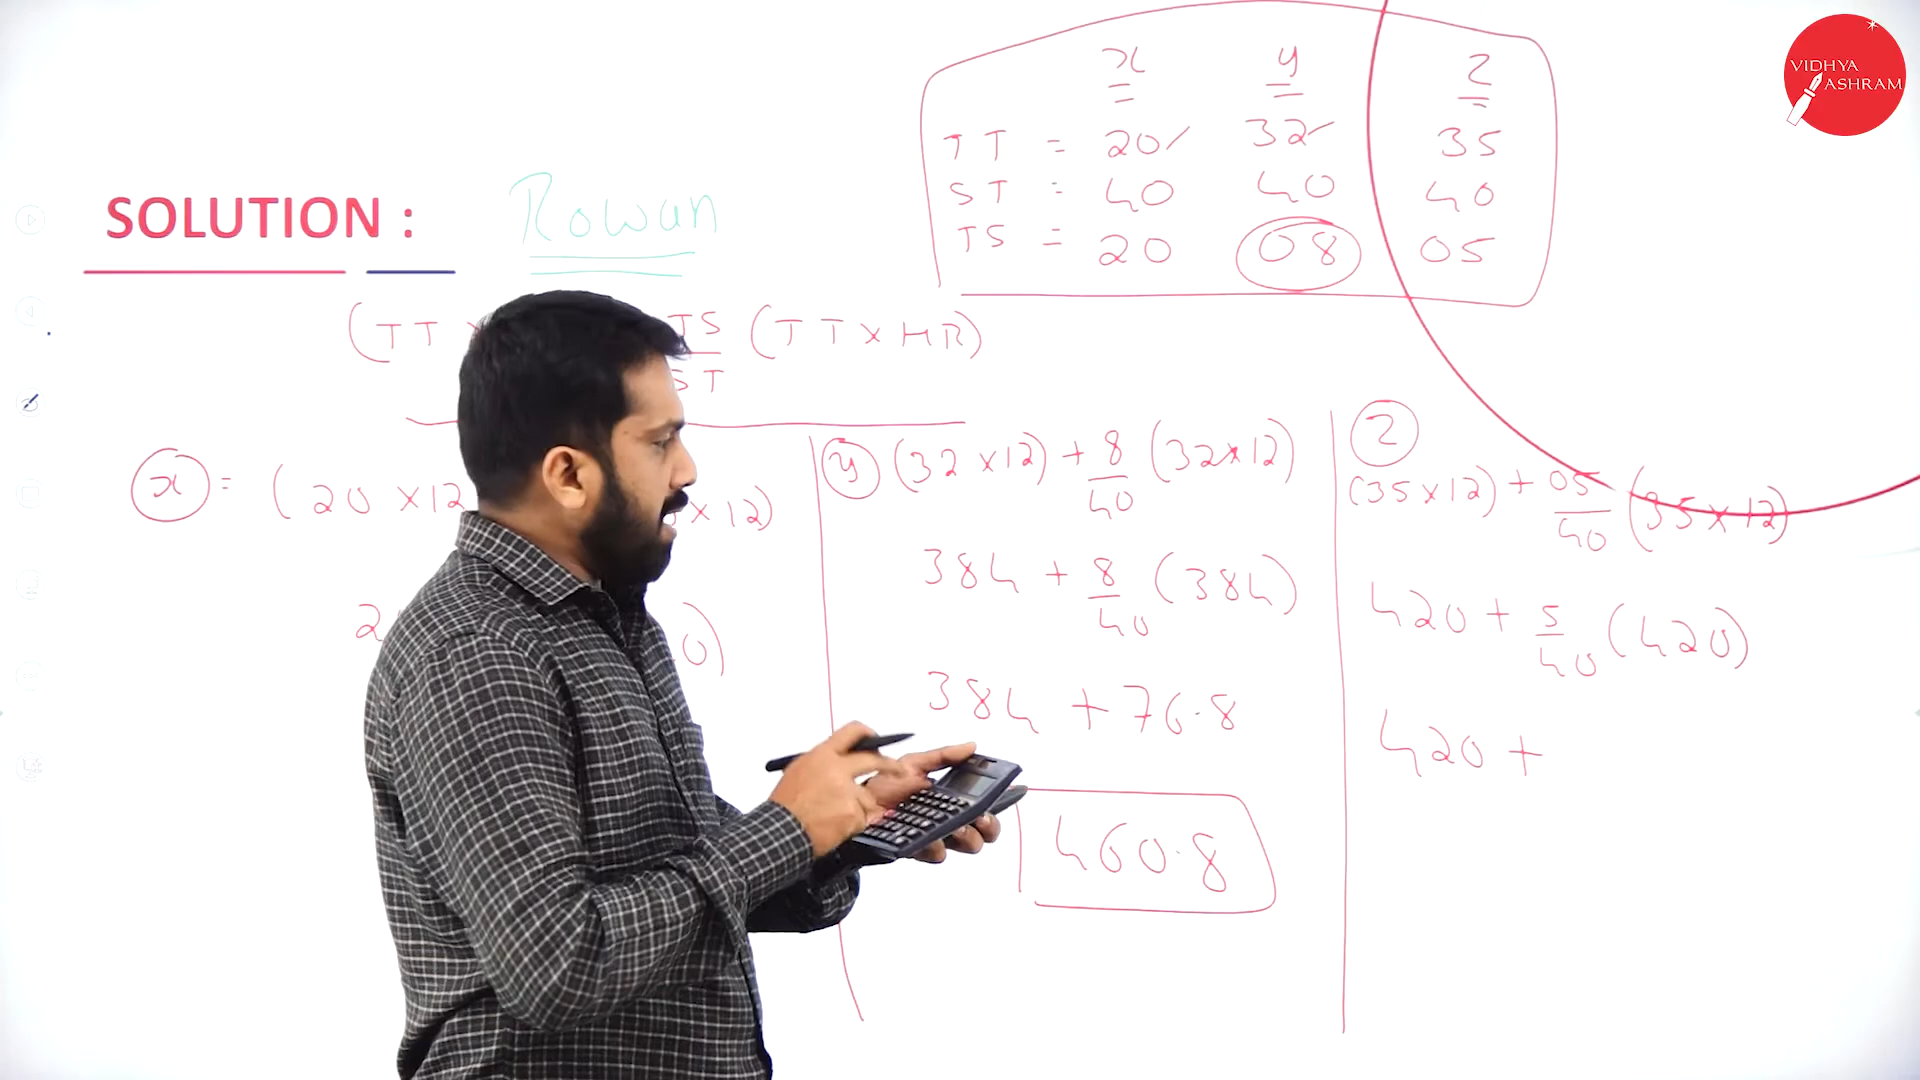 VIDHYA
ASHRAM
x y z
TT = 20 32 35
ST = 40 40 40
TS = 20 08 05
SOLUTION : Rowan
(TT TS/ST (TT x HR)
x = (20 x 12 x 12)
0)
y (32 x 12) + 8/40 (32 x 12)
384 + 8/40 (384)
384 + 76.8
460.8
z
(35 x 12) + 05/40 (35 x 12)
420 + 5/40 (420)
420 +